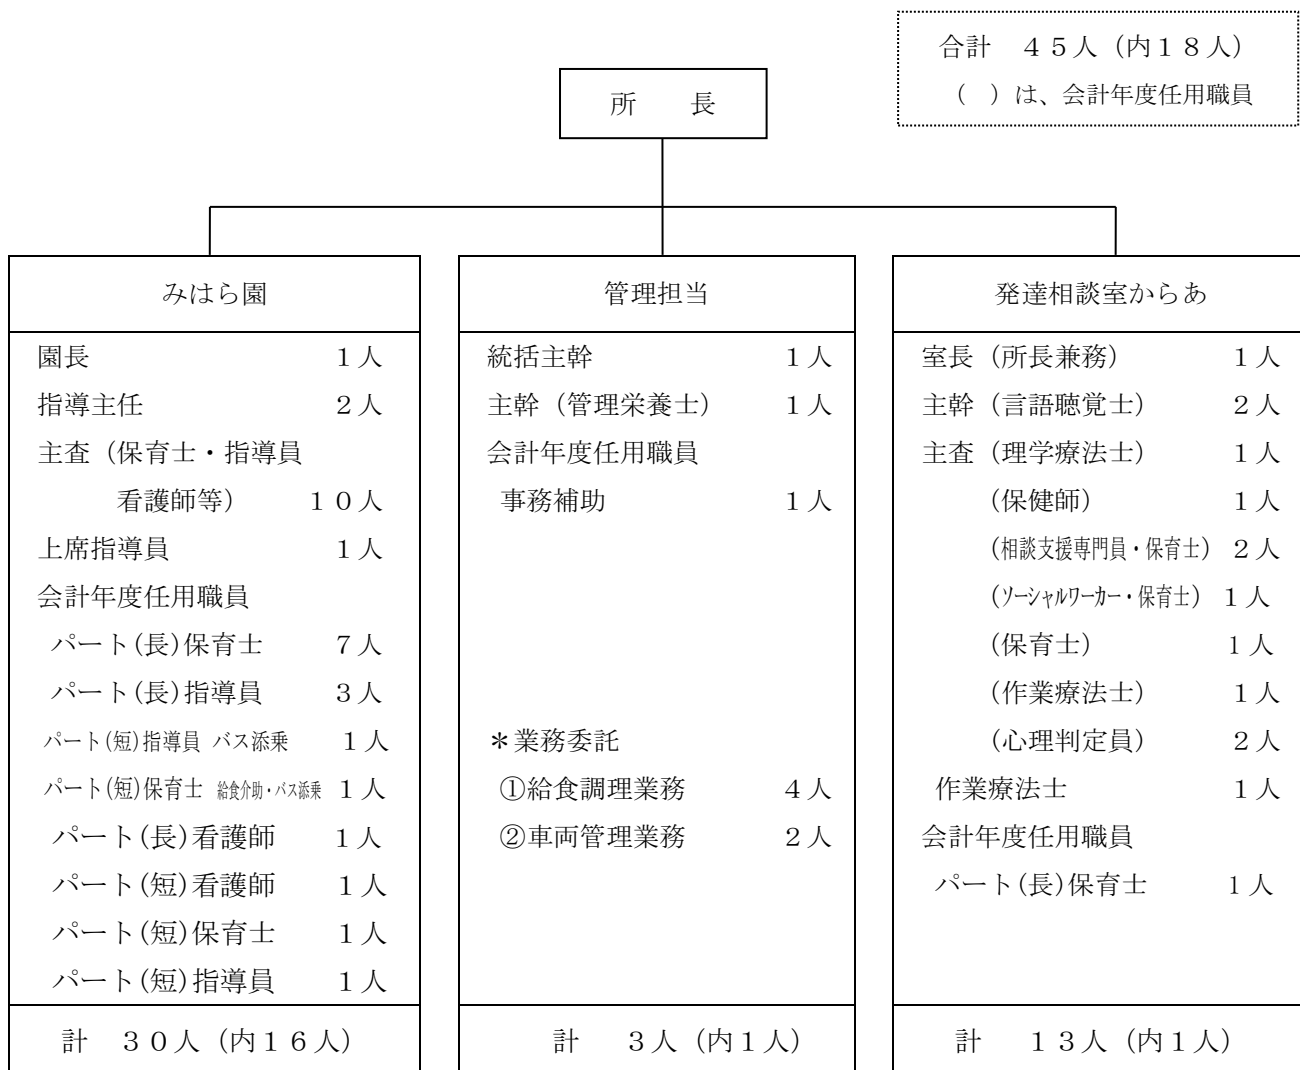 合計　４５人（内１８人）
（　）は、会計年度任用職員
所　　長
みはら園
園長　１人
指導主任　２人
主査（保育士・指導員
看護師等）　１０人
上席指導員　１人
会計年度任用職員
パート(長)保育士　７人
パート(長)指導員　３人
パート(短)指導員 バス添乗　１人
パート(短)保育士 給食介助・バス添乗　１人
パート(長)看護師　１人
パート(短)看護師　１人
パート(短)保育士　１人
パート(短)指導員　１人
計　３０人（内１６人）
管理担当
統括主幹　１人
主幹（管理栄養士）　１人
会計年度任用職員
事務補助　１人
＊業務委託
①給食調理業務　４人
②車両管理業務　２人
計　３人（内１人）
発達相談室からあ
室長（所長兼務）　１人
主幹（言語聴覚士）　２人
主査（理学療法士）　１人
（保健師）　１人
（相談支援専門員・保育士）　２人
（ソーシャルワーカー・保育士）　１人
（保育士）　１人
（作業療法士）　１人
（心理判定員）　２人
作業療法士　１人
会計年度任用職員
パート(長)保育士　１人
計　１３人（内１人）